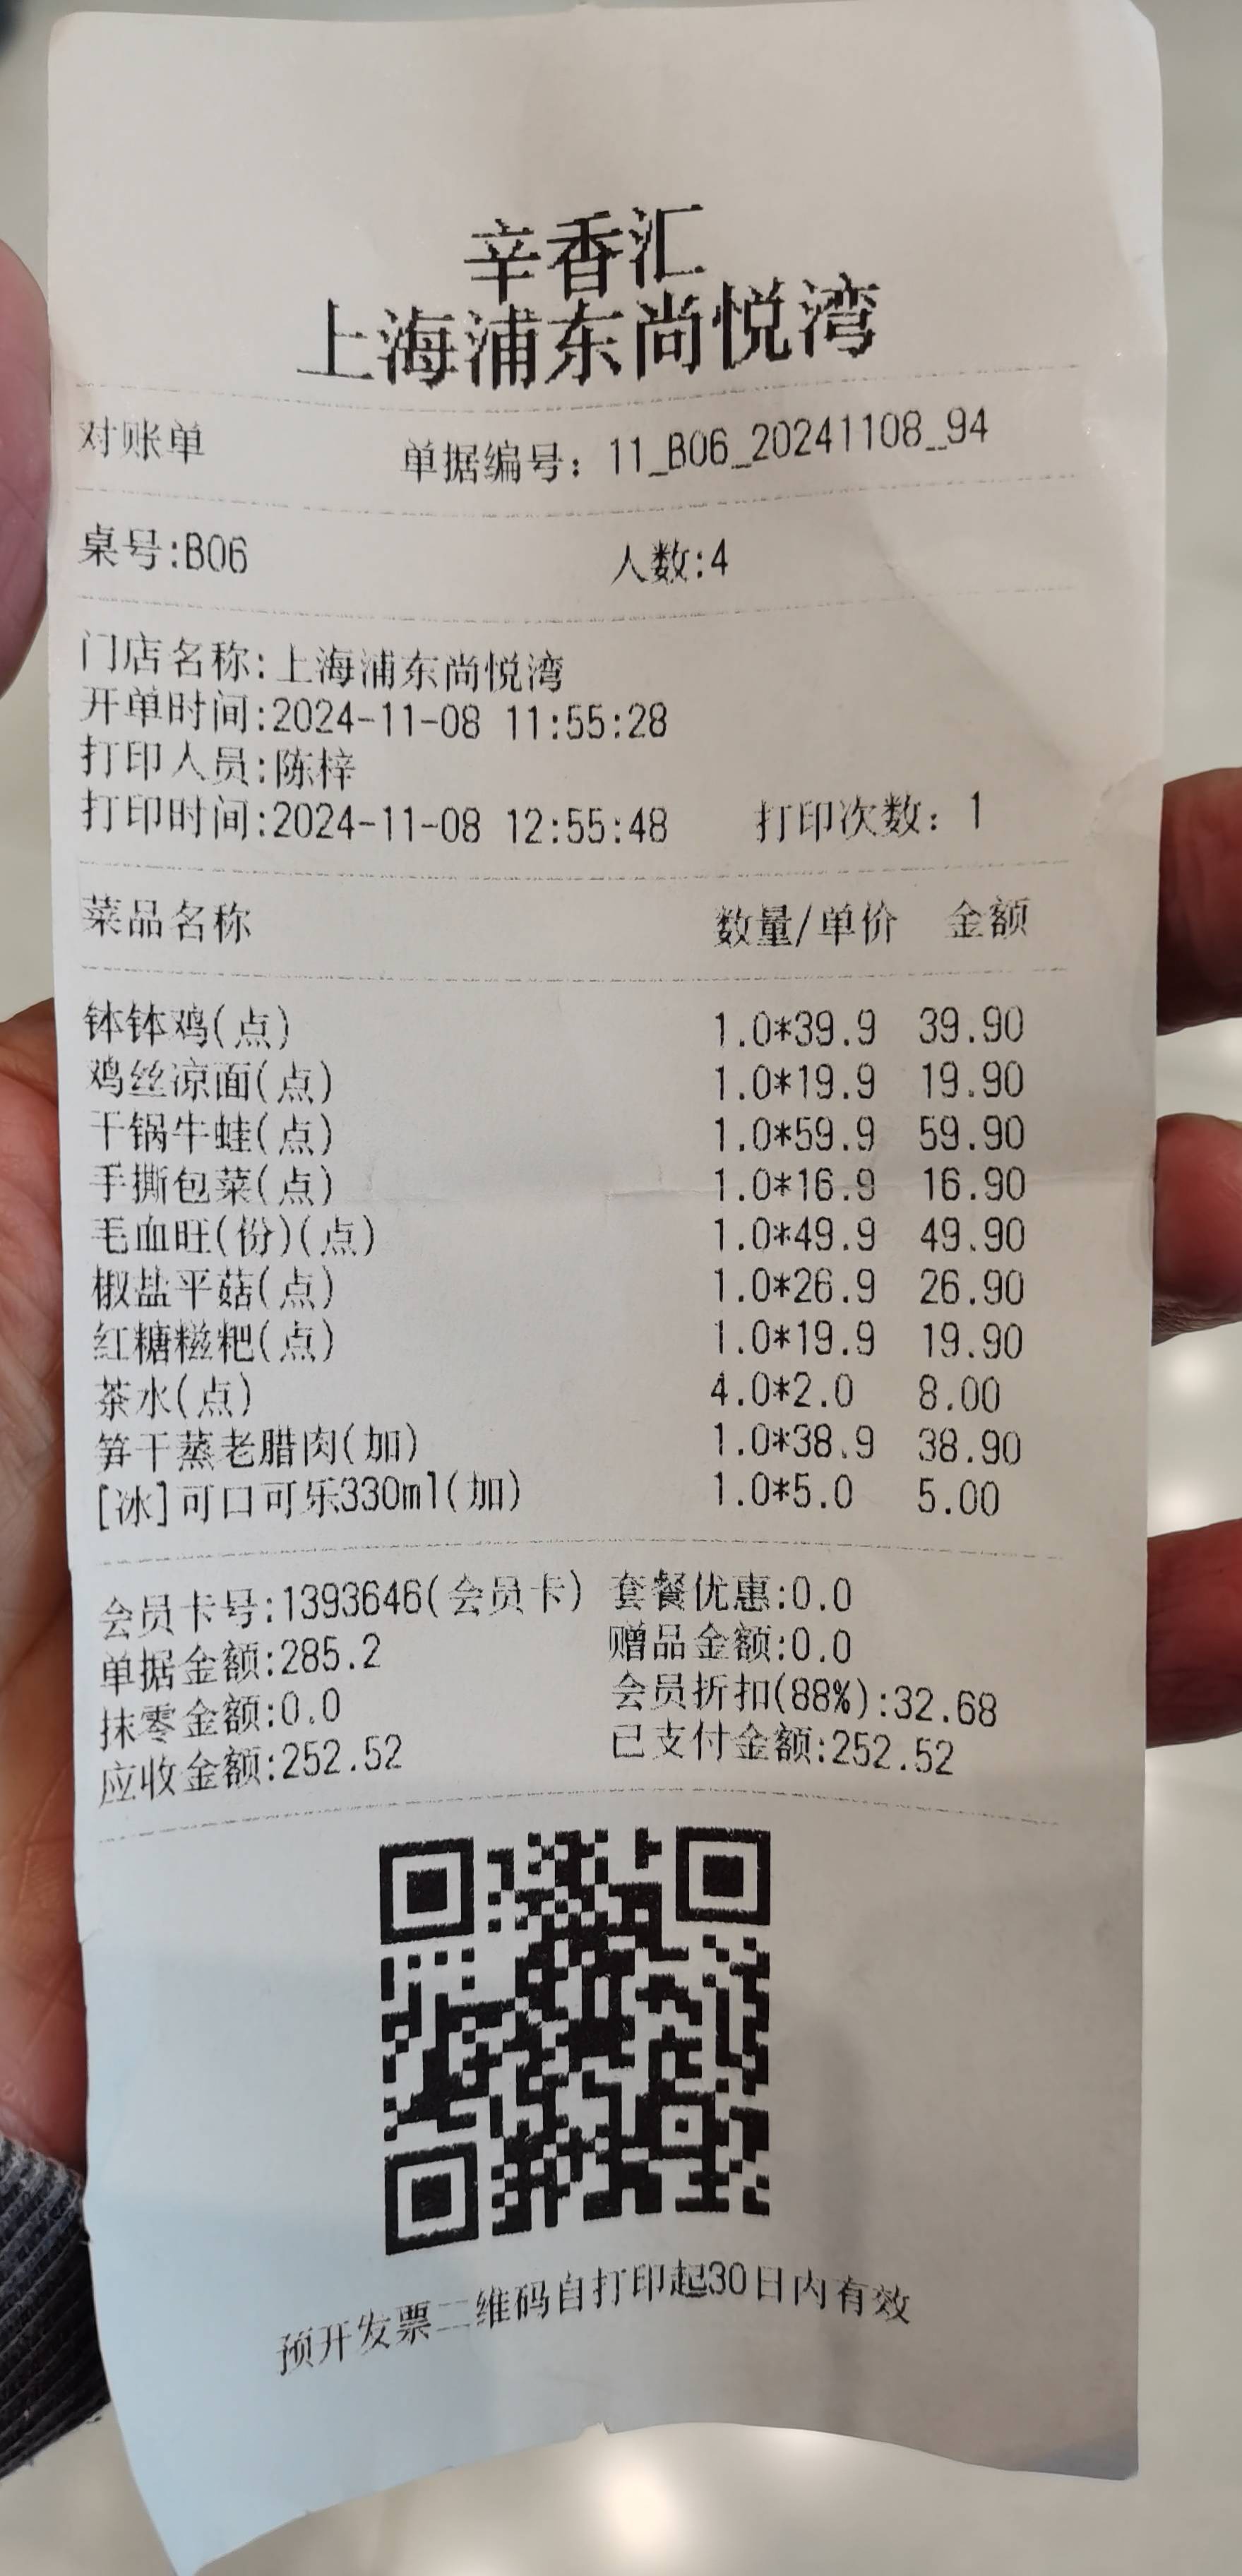 辛香汇
上海浦东尚悦湾
对账单 单据编号：11_B06_20241108_94
桌号:B06 人数:4
门店名称:上海浦东尚悦湾
开单时间:2024-11-08 11:55:28
打印人员:陈梓
打印时间:2024-11-08 12:55:48 打印次数：1
菜品名称 数量/单价 金额
钵钵鸡(点) 1.0*39.9 39.90
鸡丝凉面(点) 1.0*19.9 19.90
干锅牛蛙(点) 1.0*59.9 59.90
手撕包菜(点) 1.0*16.9 16.90
毛血旺(份)(点) 1.0*49.9 49.90
椒盐平菇(点) 1.0*26.9 26.90
红糖糍粑(点) 1.0*19.9 19.90
茶水(点) 4.0*2.0 8.00
笋干蒸老腊肉(加) 1.0*38.9 38.90
[冰]可口可乐330ml(加) 1.0*5.0 5.00
会员卡号:1393646(会员卡) 套餐优惠:0.0
单据金额:285.2 赠品金额:0.0
抹零金额:0.0 会员折扣(88%):32.68
应收金额:252.52 已支付金额:252.52
预开发票二维码自打印起30日内有效